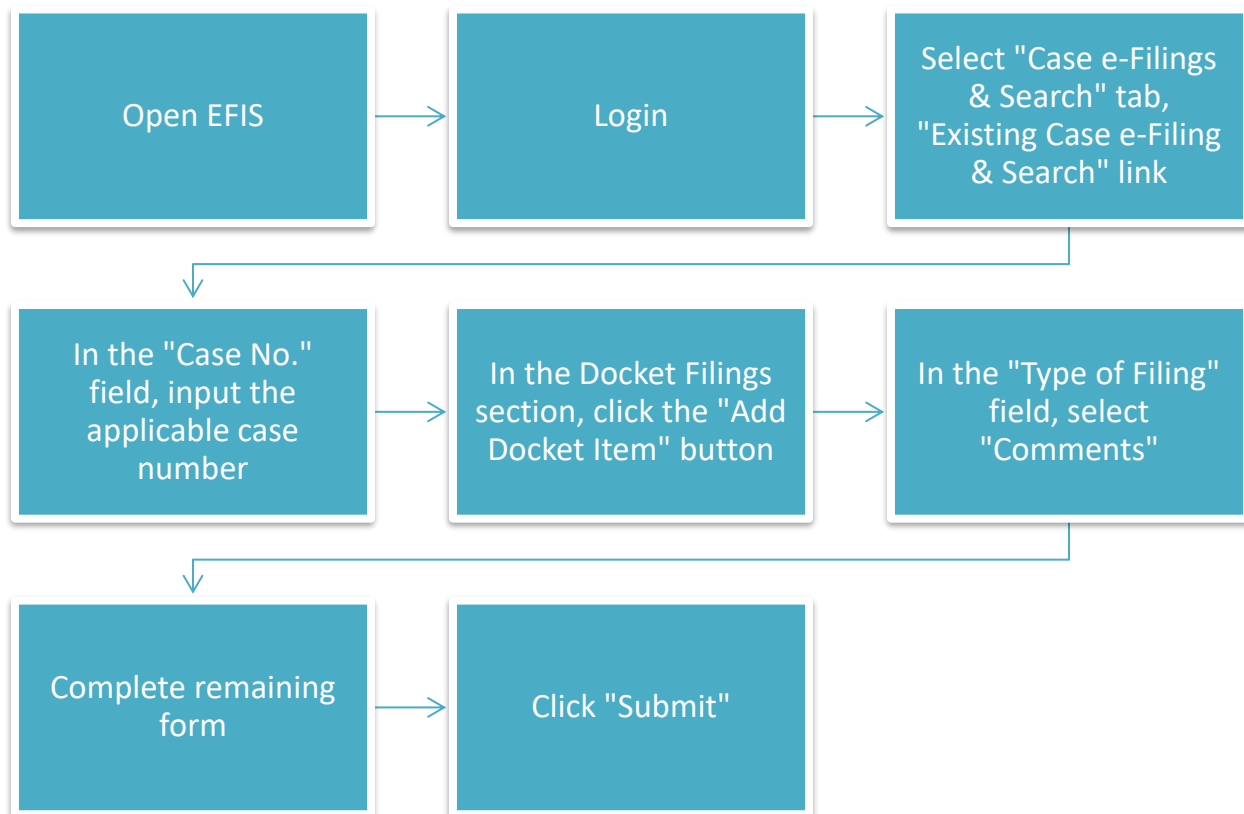 Open EFIS
Login
Select "Case e-Filings
& Search" tab,
"Existing Case e-Filing
& Search" link
In the "Case No."
field, input the
applicable case
number
In the Docket Filings
section, click the "Add
Docket Item" button
In the "Type of Filing"
field, select
"Comments"
Complete remaining
form
Click "Submit"